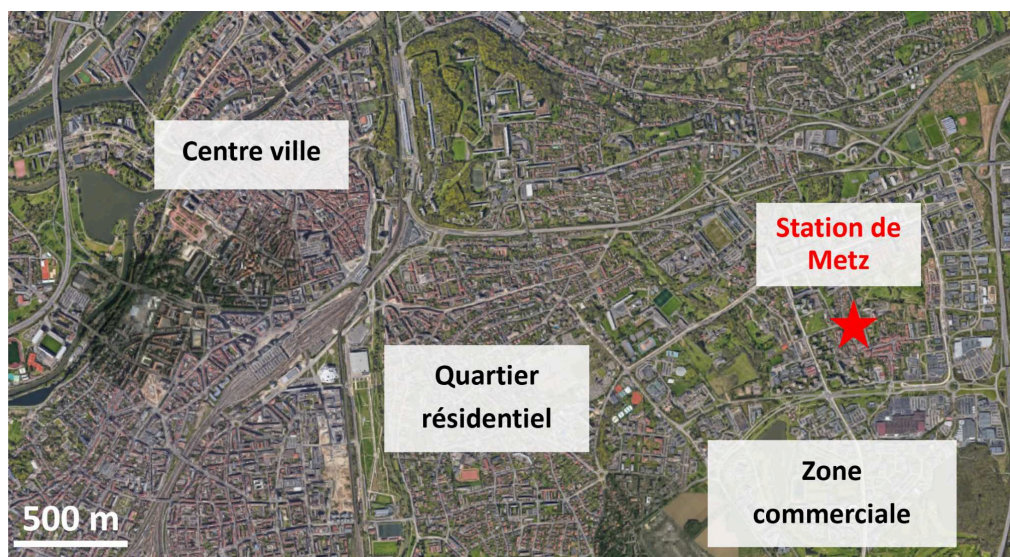 Centre ville
Station de
Metz
Quartier
résidentiel
Zone
commerciale
500 m